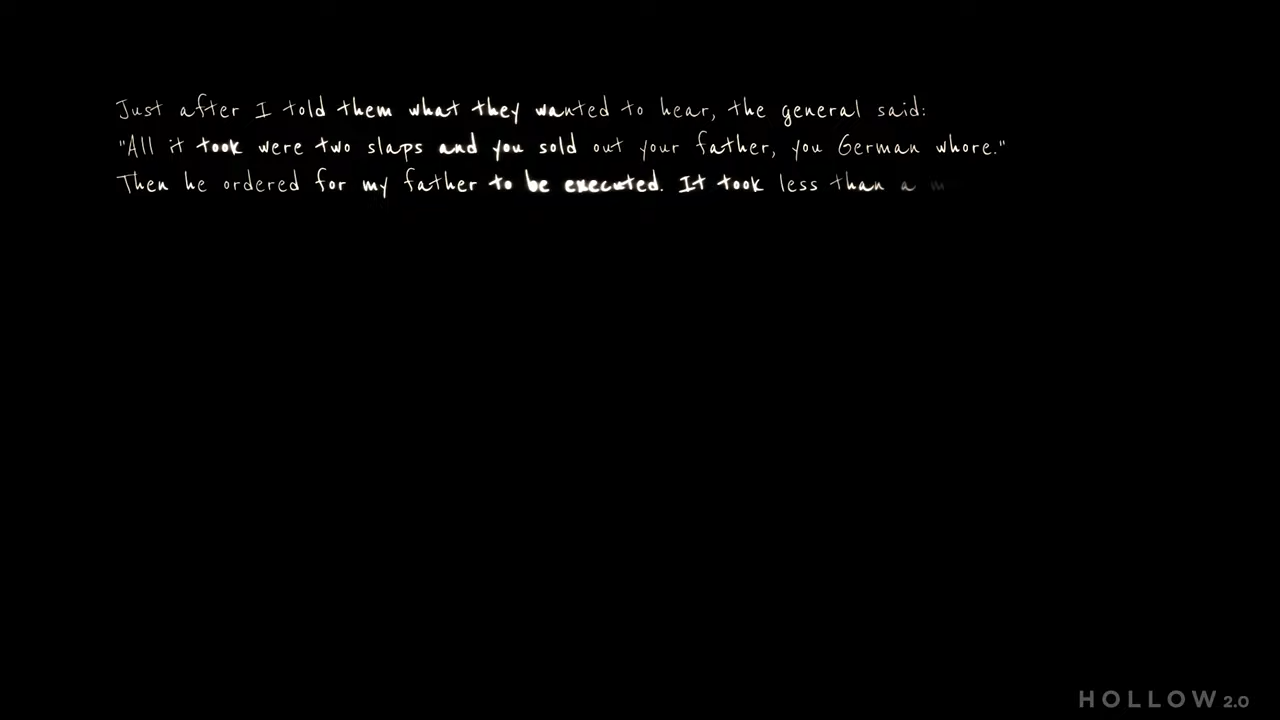 Just after I told them what they wanted to hear, the general said:
"All it took were two slaps and you sold out your father, you German whore."
Then he ordered for my father to be executed. It took less than a
HOLLOW 2.0